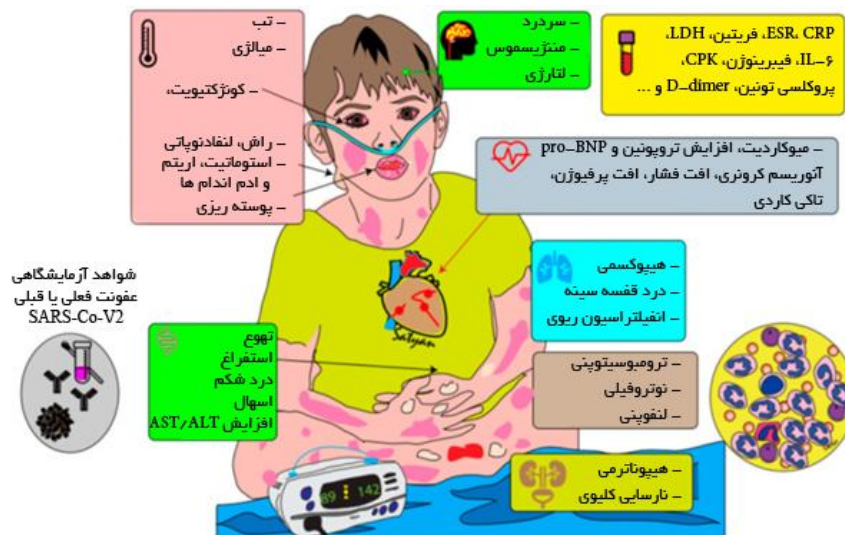 - تب
- میالژی
- کونژکتیویت،
- راش، لنفادنوپاتی
- استوماتیت، اریتم
و ادم اندام ها
- پوسته ریزی
- سردرد
- مننژیسموس
- لتارژی
ESR، CRP، فریتین، LDH،
IL-۶، فیبرینوژن، CPK،
پروکلسی تونین، D-dimer و ...
- میوکاردیت، افزایش تروپونین و pro-BNP
آنوریسم کرونری، افت فشار، افت پرفیوژن،
تاکی کاردی
شواهد آزمایشگاهی
عفونت فعلی یا قبلی
SARS-Co-V2
- هیپوکسمی
- درد قفسه سینه
- انفیلتراسیون ریوی
تهوع
استفراغ
درد شکم
اسهال
افزایش AST/ALT
- ترومبوسیتوپنی
- نوتروفیلی
- لنفوپنی
- هیپوناترمی
- نارسایی کلیوی
89 142